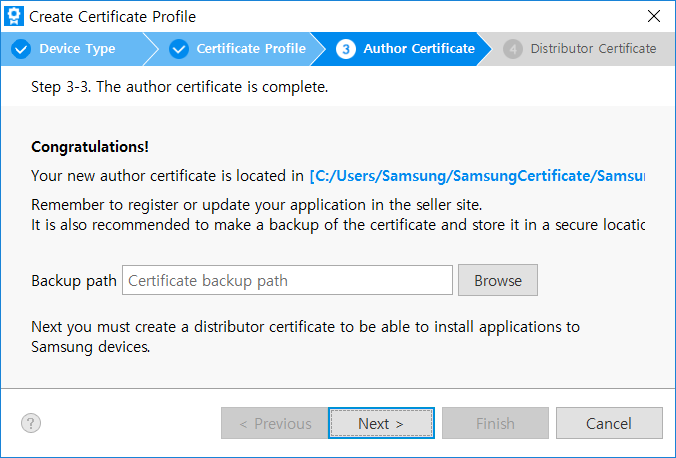 Create Certificate Profile
Device Type
Certificate Profile
3 Author Certificate
4 Distributor Certificate
Step 3-3. The author certificate is complete.
Congratulations!
Your new author certificate is located in [C:/Users/Samsung/SamsungCertificate/Samsu
Remember to register or update your application in the seller site.
It is also recommended to make a backup of the certificate and store it in a secure locatic
Backup path
Certificate backup path
Browse
Next you must create a distributor certificate to be able to install applications to
Samsung devices.
?
< Previous
Next >
Finish
Cancel